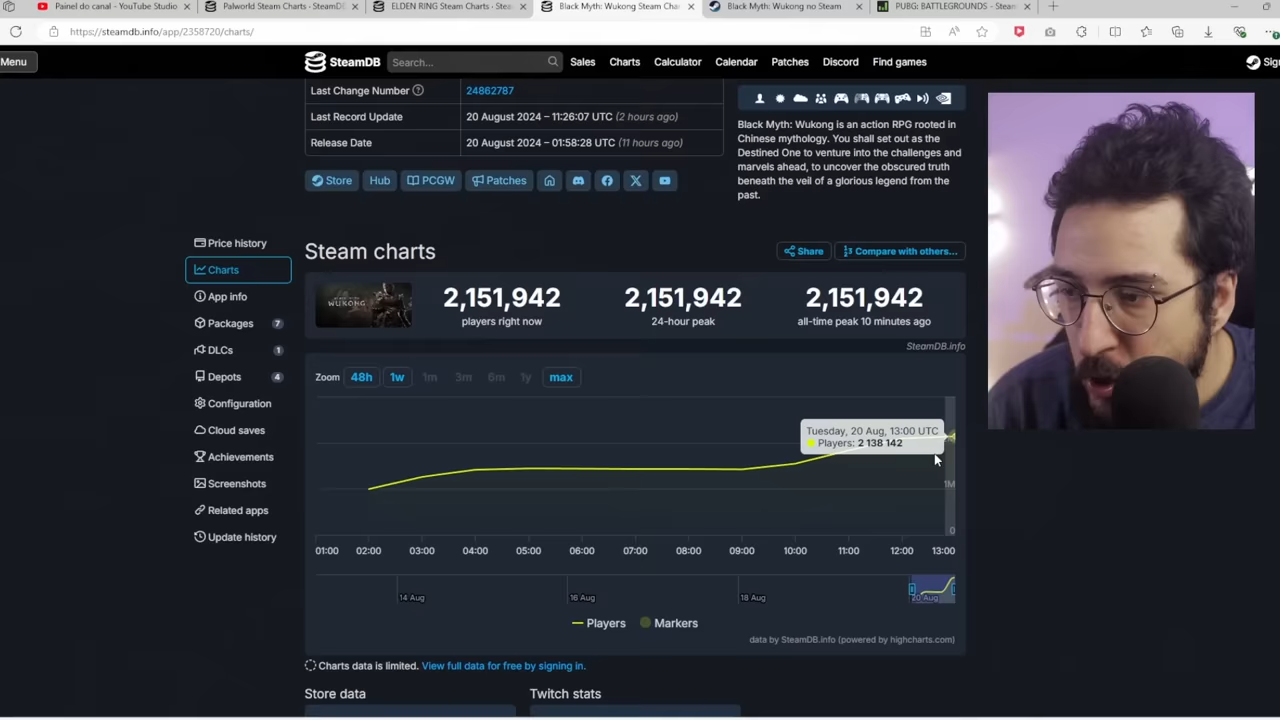 Painel do canal - YouTube Studio
Palworld Steam Charts · SteamDB
ELDEN RING Steam Charts · Stea
Black Myth: Wukong Steam Cha
Black Myth: Wukong no Steam
PUBG: BATTLEGROUNDS - Steam
https://steamdb.info/app/2358720/charts/
Menu
SteamDB
Search...
Sales
Charts
Calculator
Calendar
Patches
Discord
Find games
Sig
Last Change Number
24862787
Last Record Update
20 August 2024 – 11:26:07 UTC (2 hours ago)
Release Date
20 August 2024 – 01:58:28 UTC (11 hours ago)
Black Myth: Wukong is an action RPG rooted in
Chinese mythology. You shall set out as the
Destined One to venture into the challenges and
marvels ahead, to uncover the obscured truth
beneath the veil of a glorious legend from the
past.
Store
Hub
PCGW
Patches
Price history
Charts
App info
Packages 7
DLCs 1
Depots 4
Configuration
Cloud saves
Achievements
Screenshots
Related apps
Update history
Steam charts
Share
Compare with others...
WUKONG
2,151,942
players right now
2,151,942
24-hour peak
2,151,942
all-time peak 10 minutes ago
SteamDB.info
Zoom 48h 1w 1m 3m 6m 1y max
Tuesday, 20 Aug, 13:00 UTC
Players: 2 138 142
1M
0
01:00 02:00 03:00 04:00 05:00 06:00 07:00 08:00 09:00 10:00 11:00 12:00 13:00
14 Aug 16 Aug 18 Aug 20 Aug
Players
Markers
data by SteamDB.info (powered by highcharts.com)
Charts data is limited. View full data for free by signing in.
Store data
Twitch stats